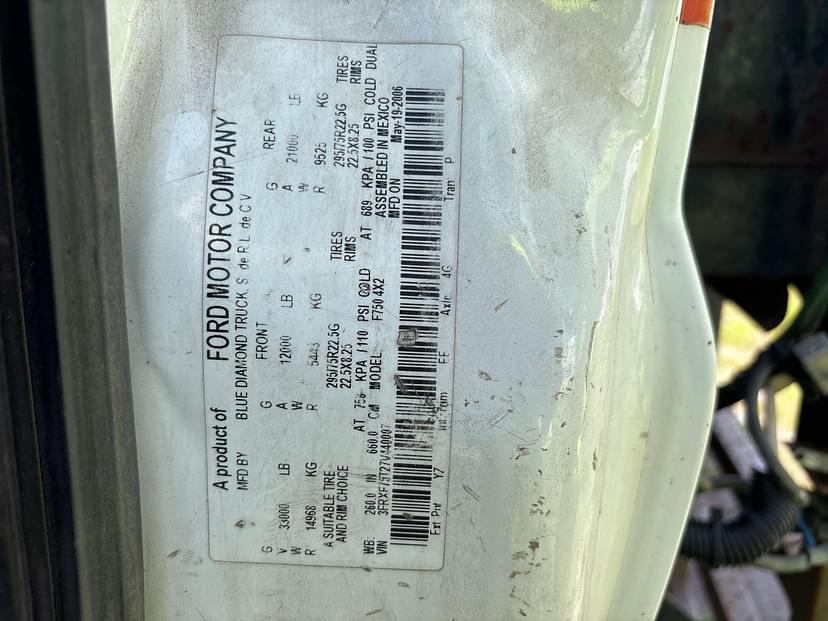 A product of FORD MOTOR COMPANY
MFD BY BLUE DIAMOND TRUCK, S de R.L. de C V
G FRONT G REAR
V 33000 LB A 12000 LB A 21000 LB
W W W
R 14968 KG R 5443 KG R 9525 KG
A SUITABLE TIRE 295/75R22.5G TIRES 295/75R22.5G TIRES
AND RIM CHOICE 22.5X8.25 RIMS 22.5X8.25 RIMS
AT 758 KPA / 110 PSI COLD AT 689 KPA / 100 PSI COLD DUAL
WB: 260.0 IN 660.0 CM MODEL: F750 4X2 ASSEMBLED IN MEXICO
VIN 3FRXF75T27V440007 MFD ON May-19-2006
Ext Pnt Y7 Int Trim EE Axle 4G Tran P